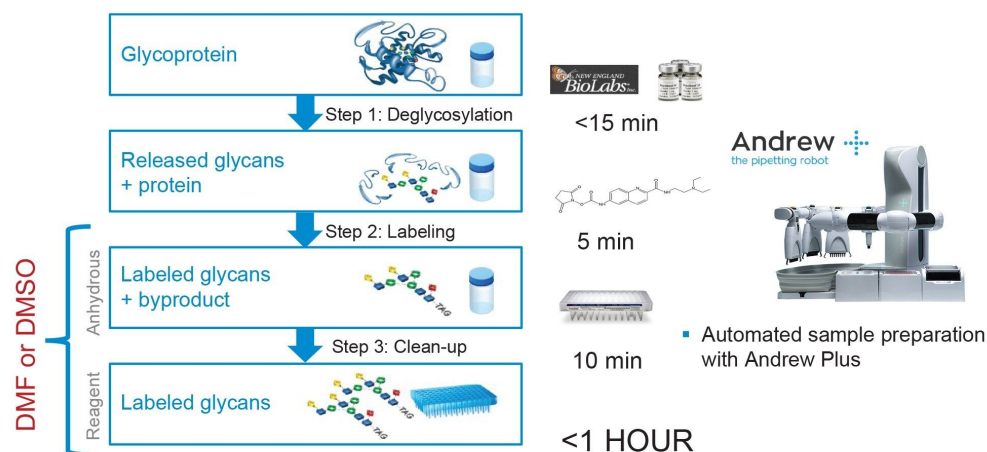 Glycoprotein
NEW ENGLAND
BioLabs Inc.
Step 1: Deglycosylation
<15 min
Andrew
the pipetting robot
Released glycans
+ protein
Step 2: Labeling
5 min
DMF or DMSO
Anhydrous
Labeled glycans
+ byproduct
TAG
Step 3: Clean-up
10 min
▪ Automated sample preparation
with Andrew Plus
Reagent
Labeled glycans
TAG
TAG
<1 HOUR